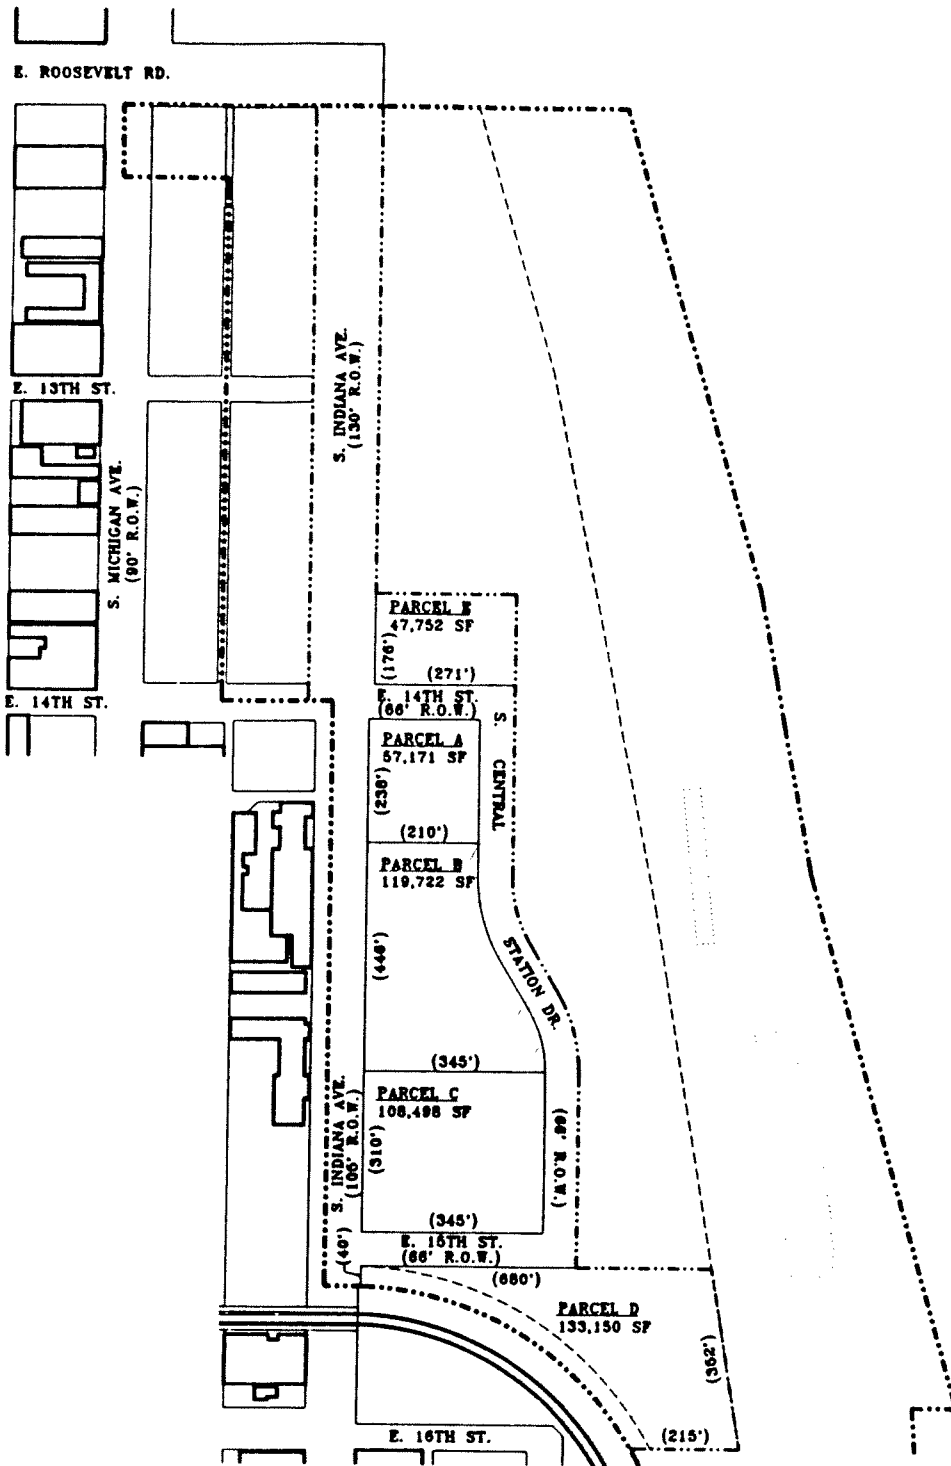 E. ROOSEVELT RD.
E. 13TH ST.
S. INDIANA AVE.
(130' R.O.W.)
S. MICHIGAN AVE.
(90' R.O.W.)
PARCEL E
47,752 SF
(176')
(271')
E. 14TH ST.
E. 14TH ST.
(66' R.O.W.)
S. CENTRAL
STATION DR.
(66' R.O.W.)
PARCEL A
57,171 SF
(238')
(210')
PARCEL B
119,722 SF
(446')
(345')
PARCEL C
108,498 SF
S. INDIANA AVE.
(106' R.O.W.)
(310')
(345')
E. 15TH ST.
(66' R.O.W.)
(40')
(680')
PARCEL D
133,150 SF
(362')
(215')
E. 16TH ST.